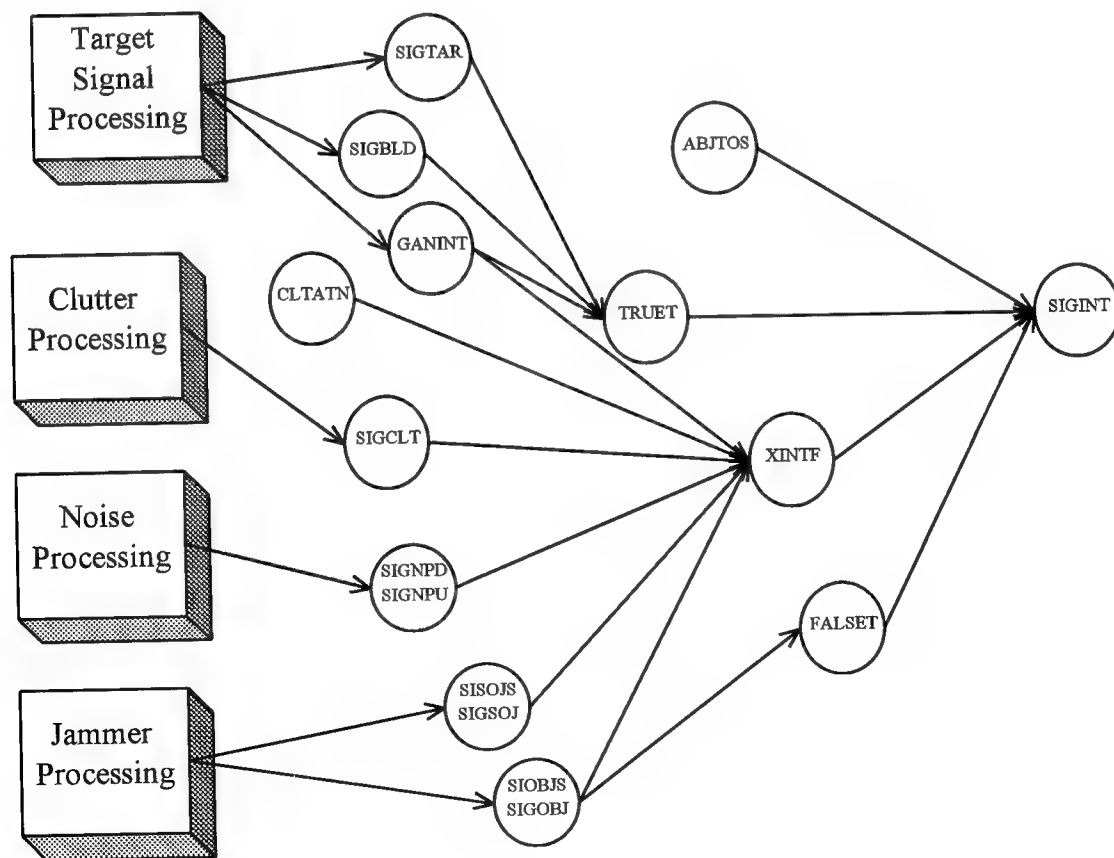 Target
Signal
Processing
SIGTAR
SIGBLD
GANINT
ABJTOS
Clutter
Processing
CLTATN
TRUET
SIGINT
SIGCLT
XINTF
Noise
Processing
SIGNPD
SIGNPU
FALSET
Jammer
Processing
SISOJS
SIGSOJ
SIOBJS
SIGOBJ